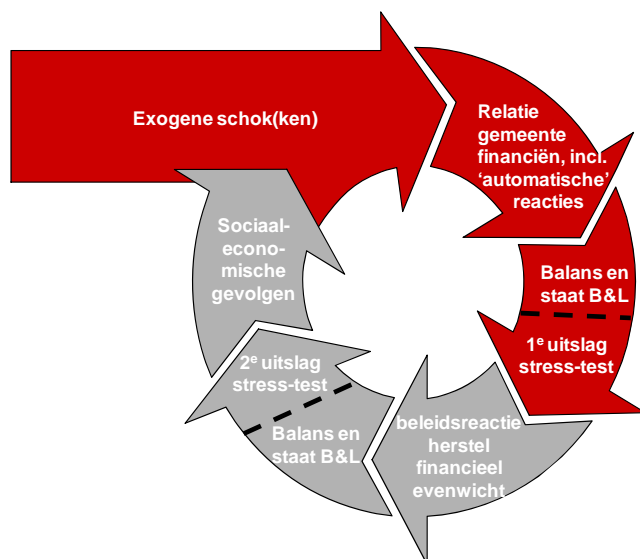 Exogene schok(ken)
Relatie
gemeente
financiën, incl.
‘automatische’
reacties
Balans en
staat B&L
1e uitslag
stress-test
beleidsreactie
herstel
financieel
evenwicht
Balans en
staat B&L
2e uitslag
stress-test
Sociaal-
econo-
mische
gevolgen